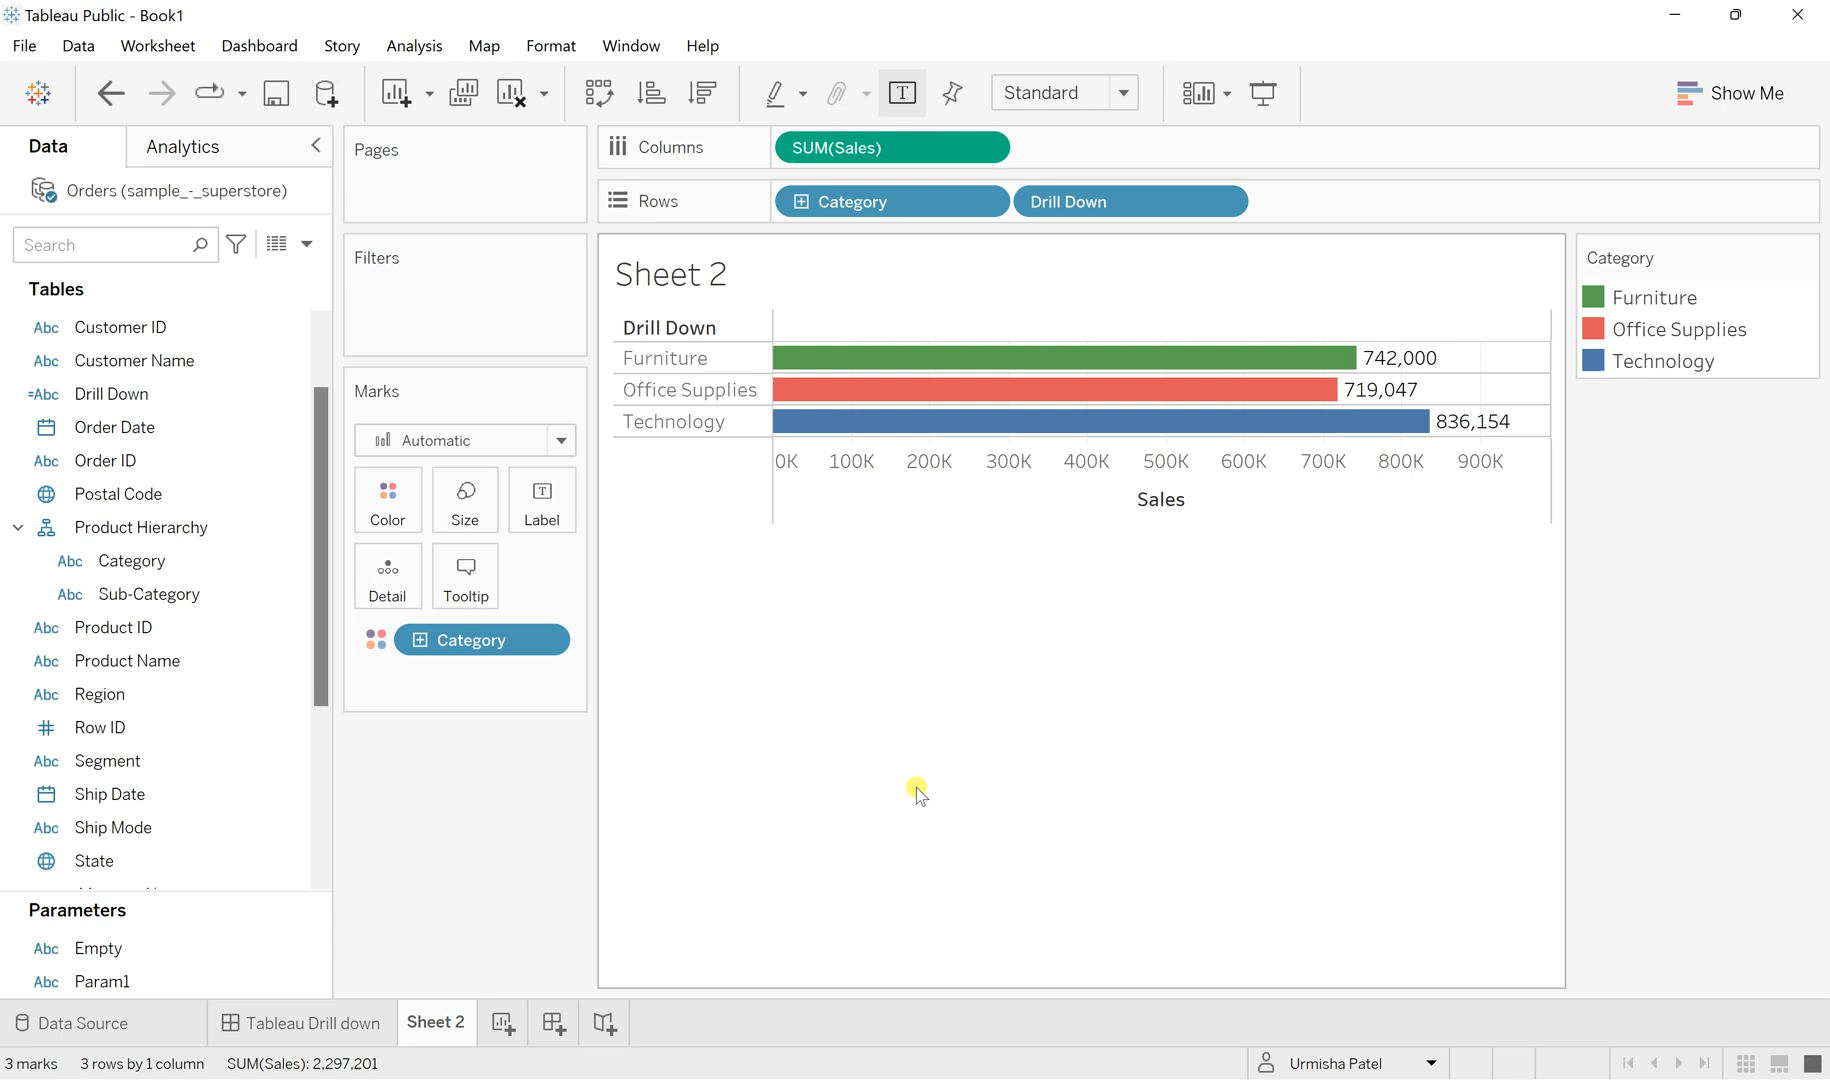 Tableau Public - Book1
File Data Worksheet Dashboard Story Analysis Map Format Window Help
Standard
Show Me
Data
Analytics
Orders (sample_-_superstore)
Search
Tables
Abc Customer ID
Abc Customer Name
=Abc Drill Down
Order Date
Abc Order ID
Postal Code
Product Hierarchy
Abc Category
Abc Sub-Category
Abc Product ID
Abc Product Name
Abc Region
Row ID
Abc Segment
Ship Date
Abc Ship Mode
State
Parameters
Abc Empty
Abc Param1
Pages
Filters
Marks
Automatic
Color Size Label
Detail Tooltip
Category
Columns SUM(Sales)
Rows Category Drill Down
Sheet 2
Drill Down
Furniture 742,000
Office Supplies 719,047
Technology 836,154
0K 100K 200K 300K 400K 500K 600K 700K 800K 900K
Sales
Category
Furniture
Office Supplies
Technology
Data Source Tableau Drill down Sheet 2
3 marks 3 rows by 1 column SUM(Sales): 2,297,201
Urmisha Patel